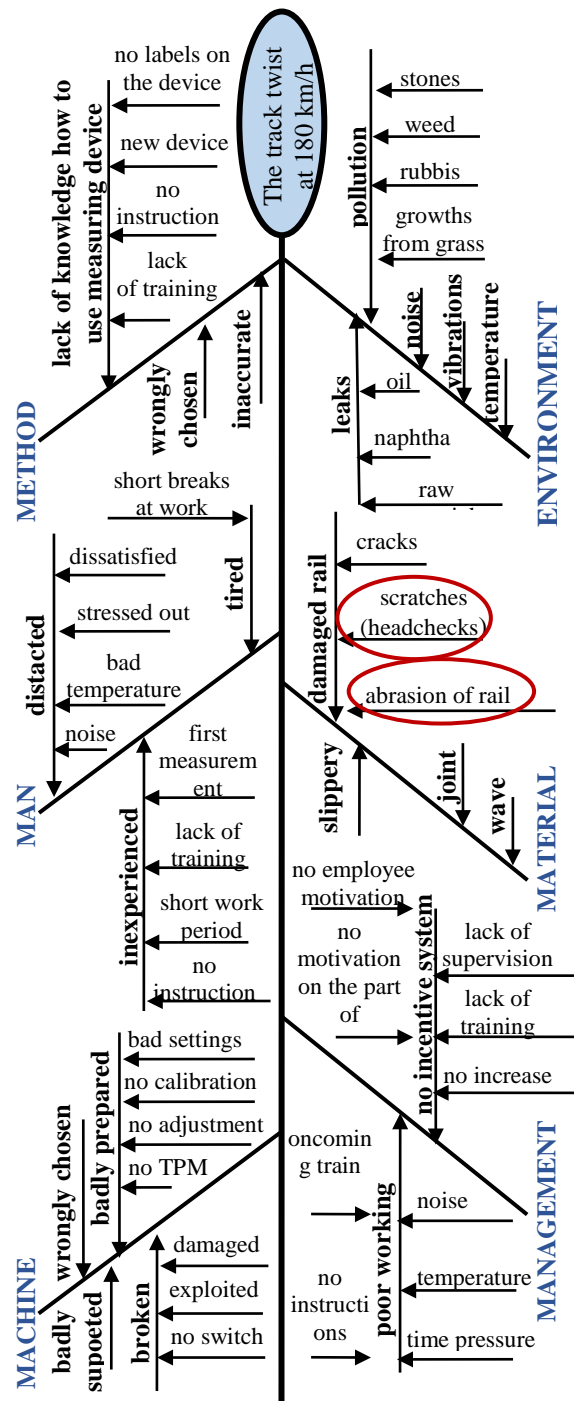 The track twist
at 180 km/h
no labels on
the device
new device
no
instruction
lack
of training
lack of knowledge how to
use measuring device
wrongly
chosen
inaccurate
METHOD
stones
weed
rubbis
growths
from grass
pollution
noise
vibrations
temperature
leaks
oil
naphtha
raw
ENVIRONMENT
short breaks
at work
tired
dissatisfied
stressed out
bad
temperature
noise
distacted
MAN
first
measurem
ent
lack of
training
short work
period
no
instruction
inexperienced
cracks
scratches
(headchecks)
abrasion of rail
damaged rail
slippery
joint
wave
MATERIAL
no employee
motivation
no
motivation
on the part
of
no incentive system
lack of
supervision
lack of
training
no increase
oncomin
g train
no
instructi
ons
poor working
noise
temperature
time pressure
MANAGEMENT
bad settings
no calibration
no adjustment
no TPM
badly prepared
wrongly chosen
badly
supoeted
broken
damaged
exploited
no switch
MACHINE